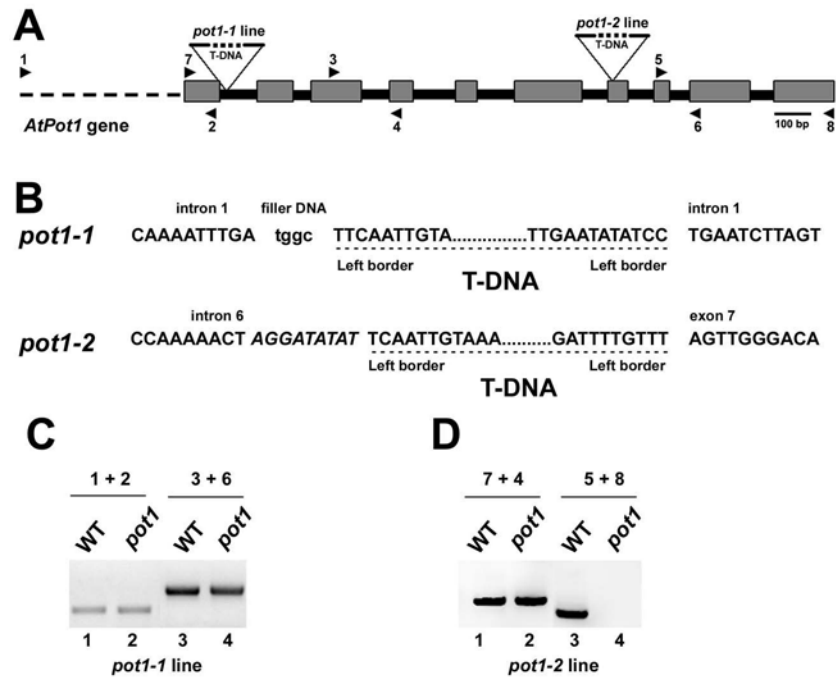 A
pot1-1 line
T-DNA
pot1-2 line
T-DNA
1
7
3
5
2
4
6
8
AtPot1 gene
100 bp
B
intron 1 filler DNA intron 1
pot1-1 CAAAATTTGA tggc TTCAATTGTA...............TTGAATATATCC TGAATCTTAGT
Left border Left border
T-DNA
intron 6 exon 7
pot1-2 CCAAAAACT AGGATATAT TCAATTGTAAA..........GATTTTGTTT AGTTGGGACA
Left border Left border
T-DNA
C
1 + 2 3 + 6
WT pot1 WT pot1
1 2 3 4
pot1-1 line
D
7 + 4 5 + 8
WT pot1 WT pot1
1 2 3 4
pot1-2 line